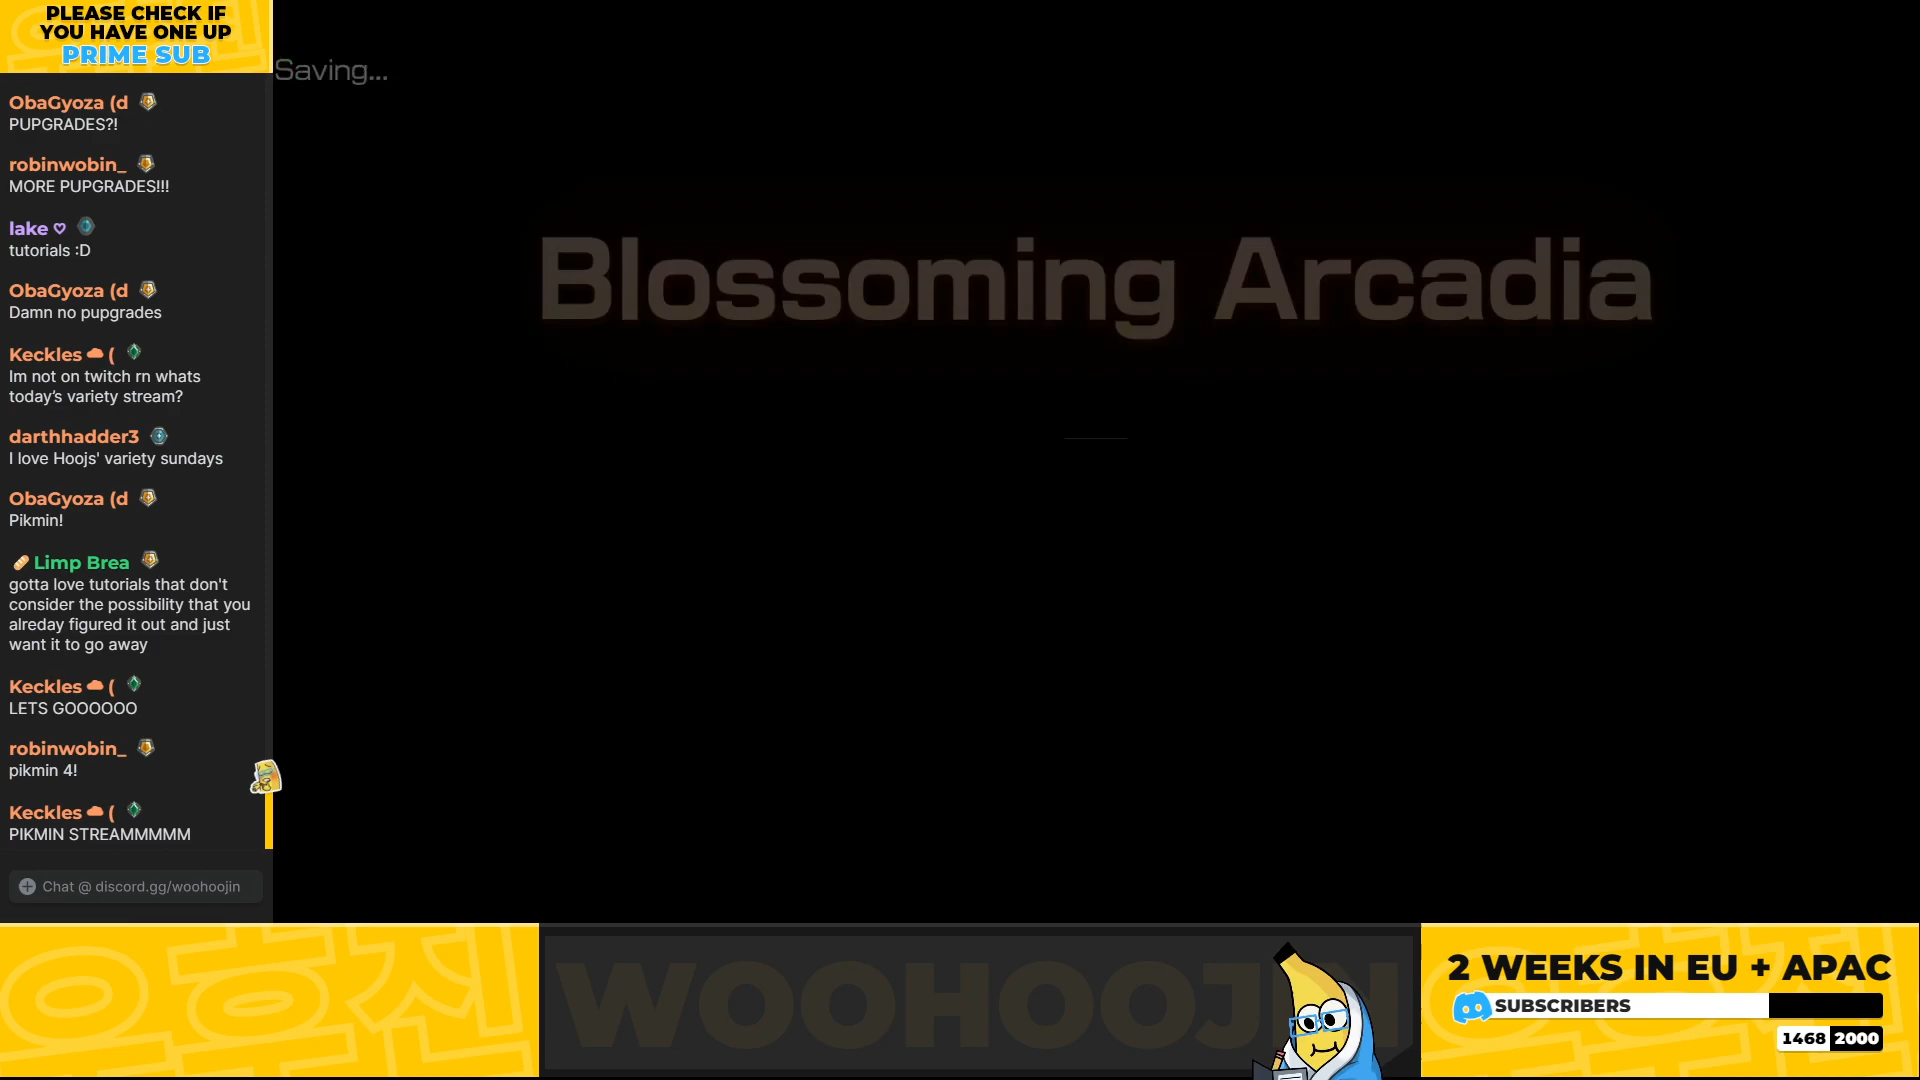 PLEASE CHECK IF
YOU HAVE ONE UP
PRIME SUB
Saving...
ObaGyoza (d
PUPGRADES?!
robinwobin_
MORE PUPGRADES!!!
lake ♡
tutorials :D
ObaGyoza (d
Damn no pupgrades
Keckles (
Im not on twitch rn whats
today's variety stream?
darthhadder3
I love Hoojs' variety sundays
ObaGyoza (d
Pikmin!
Limp Brea
gotta love tutorials that don't
consider the possibility that you
alreday figured it out and just
want it to go away
Keckles (
LETS GOOOOOO
robinwobin_
pikmin 4!
Keckles (
PIKMIN STREAMMMMM
Chat @ discord.gg/woohoojin
Blossoming Arcadia
우후진
WOOHOOJIN
2 WEEKS IN EU + APAC
SUBSCRIBERS
1468 2000